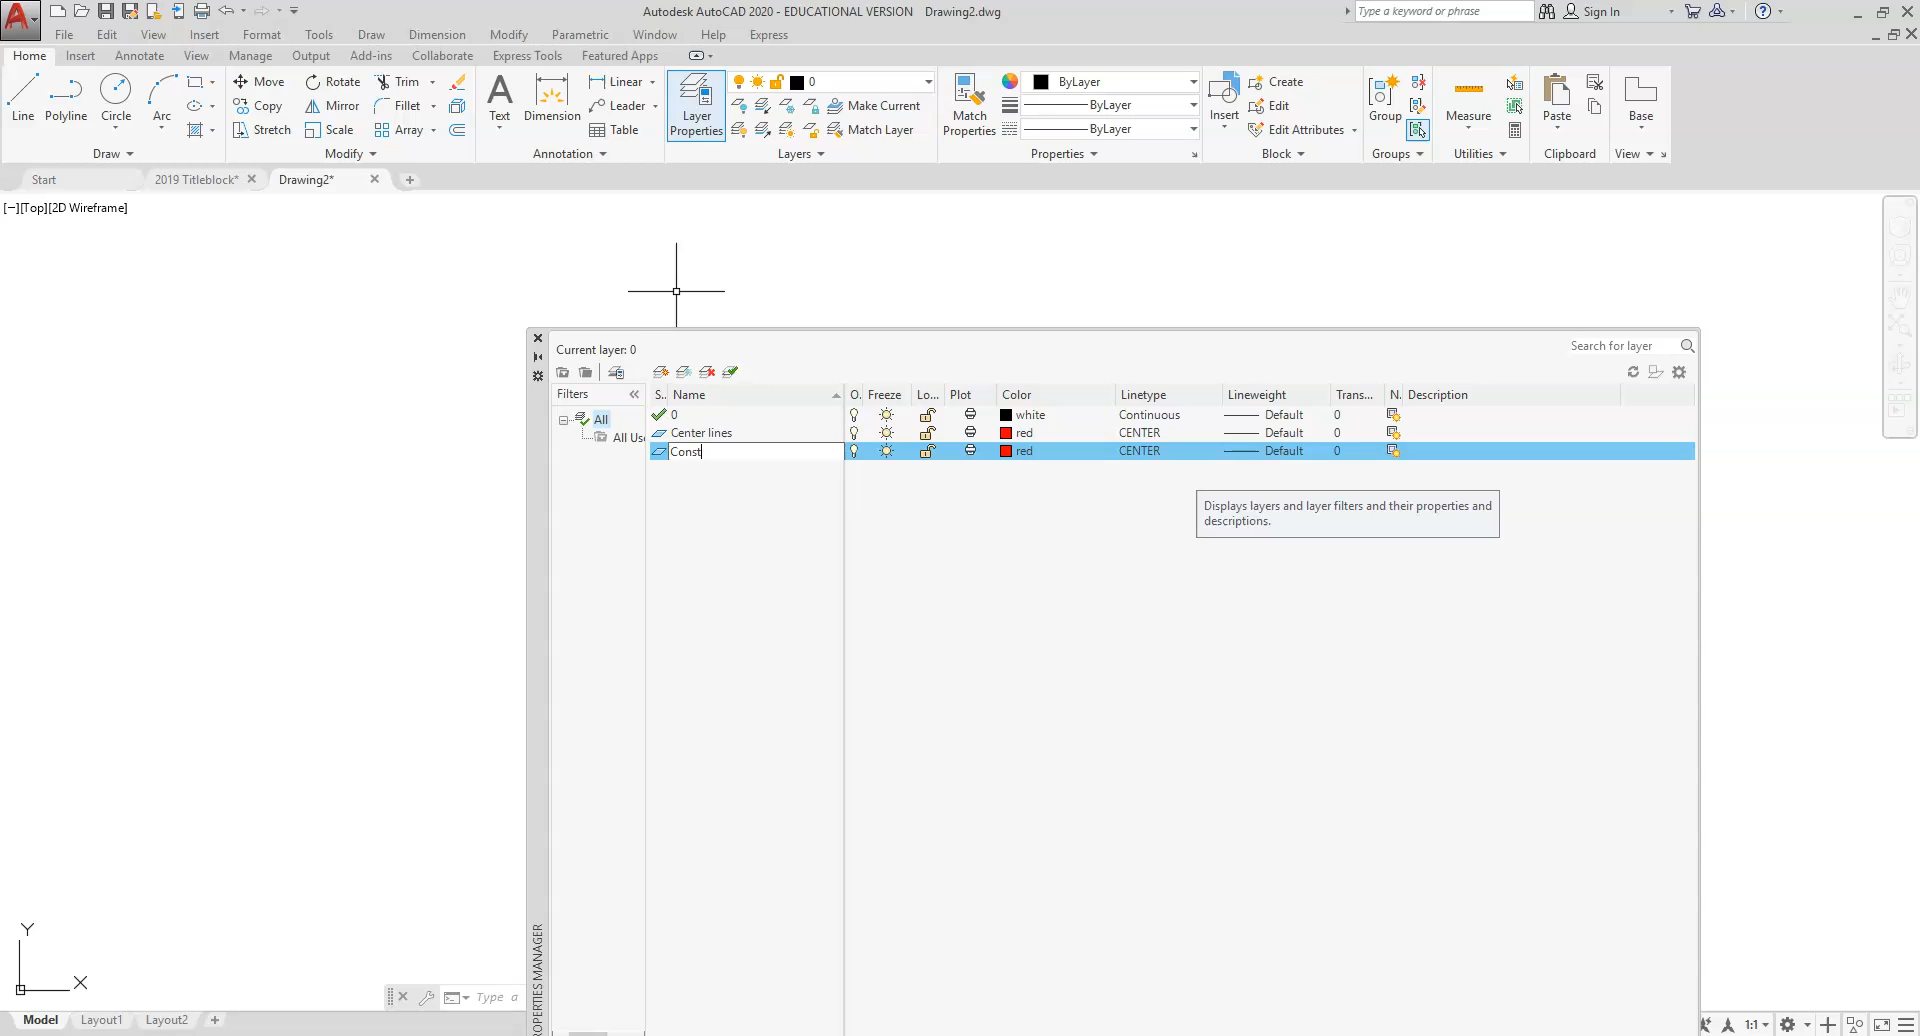 Autodesk AutoCAD 2020 - EDUCATIONAL VERSION Drawing2.dwg
Type a keyword or phrase
Sign In
File Edit View Insert Format Tools Draw Dimension Modify Parametric Window Help Express
Home Insert Annotate View Manage Output Add-ins Collaborate Express Tools Featured Apps
Line Polyline Circle Arc
Draw
Move Rotate Trim
Copy Mirror Fillet
Stretch Scale Array
Modify
Text Dimension
Linear
Leader
Table
Annotation
Layer
Properties
0
Make Current
Match Layer
Layers
Match
Properties
ByLayer
ByLayer
ByLayer
Properties
Insert
Create
Edit
Edit Attributes
Block
Group
Groups
Measure
Utilities
Paste
Clipboard
Base
View
Start 2019 Titleblock* Drawing2*
[−][Top][2D Wireframe]
Current layer: 0
Search for layer
Filters
All
All Use
S.. Name O. Freeze Lo... Plot Color Linetype Lineweight Trans... N. Description
0 white Continuous Default 0
Center lines red CENTER Default 0
Const red CENTER Default 0
Displays layers and layer filters and their properties and
descriptions.
ROPERTIES MANAGER
Y
X
Type a
Model Layout1 Layout2
1:1